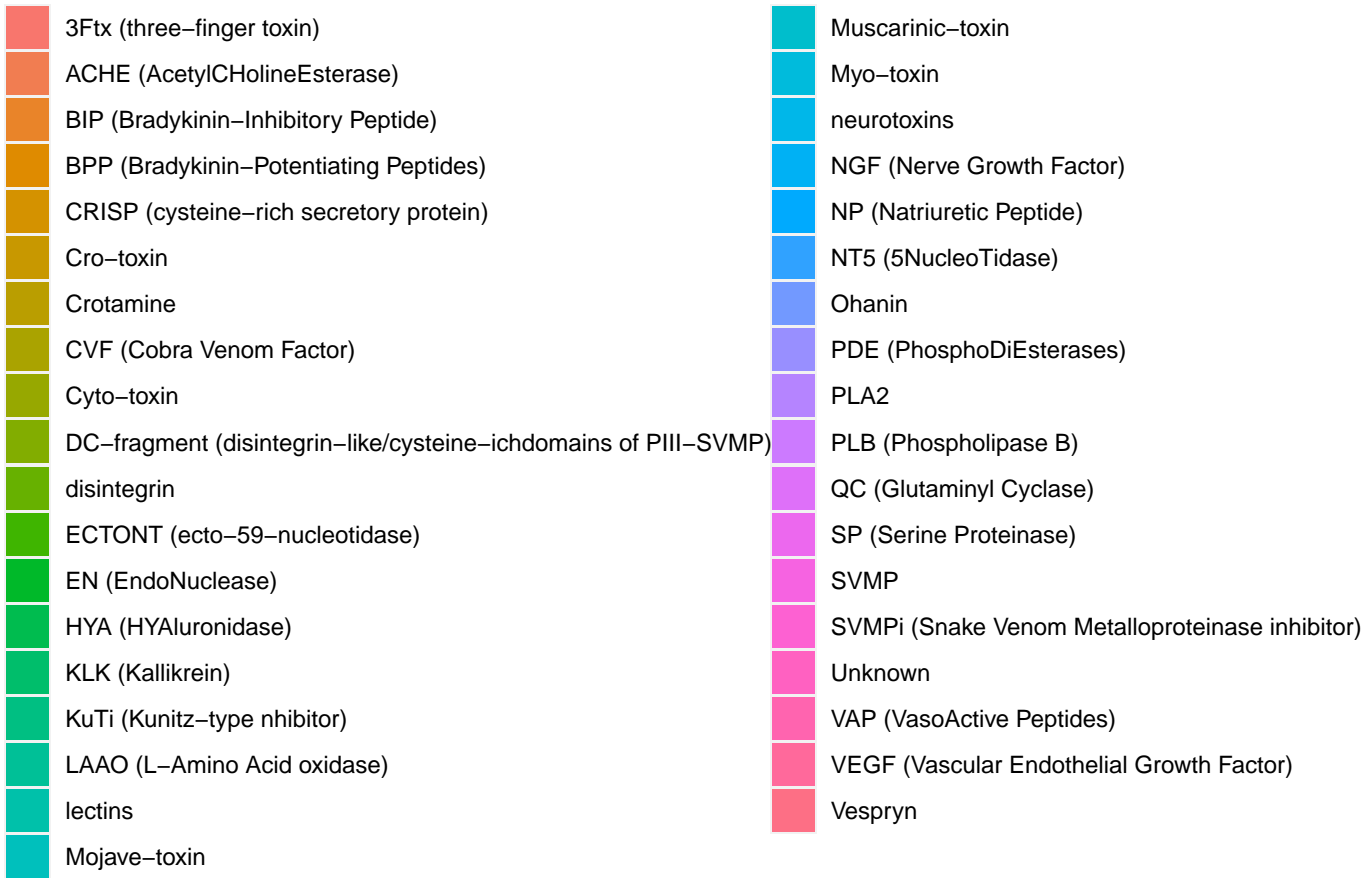 3Ftx (three−finger toxin)
ACHE (AcetylCHolineEsterase)
BIP (Bradykinin−Inhibitory Peptide)
BPP (Bradykinin−Potentiating Peptides)
CRISP (cysteine−rich secretory protein)
Cro−toxin
Crotamine
CVF (Cobra Venom Factor)
Cyto−toxin
DC−fragment (disintegrin−like/cysteine−ichdomains of PIII−SVMP)
disintegrin
ECTONT (ecto−59−nucleotidase)
EN (EndoNuclease)
HYA (HYAluronidase)
KLK (Kallikrein)
KuTi (Kunitz−type nhibitor)
LAAO (L−Amino Acid oxidase)
lectins
Mojave−toxin
Muscarinic−toxin
Myo−toxin
neurotoxins
NGF (Nerve Growth Factor)
NP (Natriuretic Peptide)
NT5 (5NucleoTidase)
Ohanin
PDE (PhosphoDiEsterases)
PLA2
PLB (Phospholipase B)
QC (Glutaminyl Cyclase)
SP (Serine Proteinase)
SVMP
SVMPi (Snake Venom Metalloproteinase inhibitor)
Unknown
VAP (VasoActive Peptides)
VEGF (Vascular Endothelial Growth Factor)
Vespryn